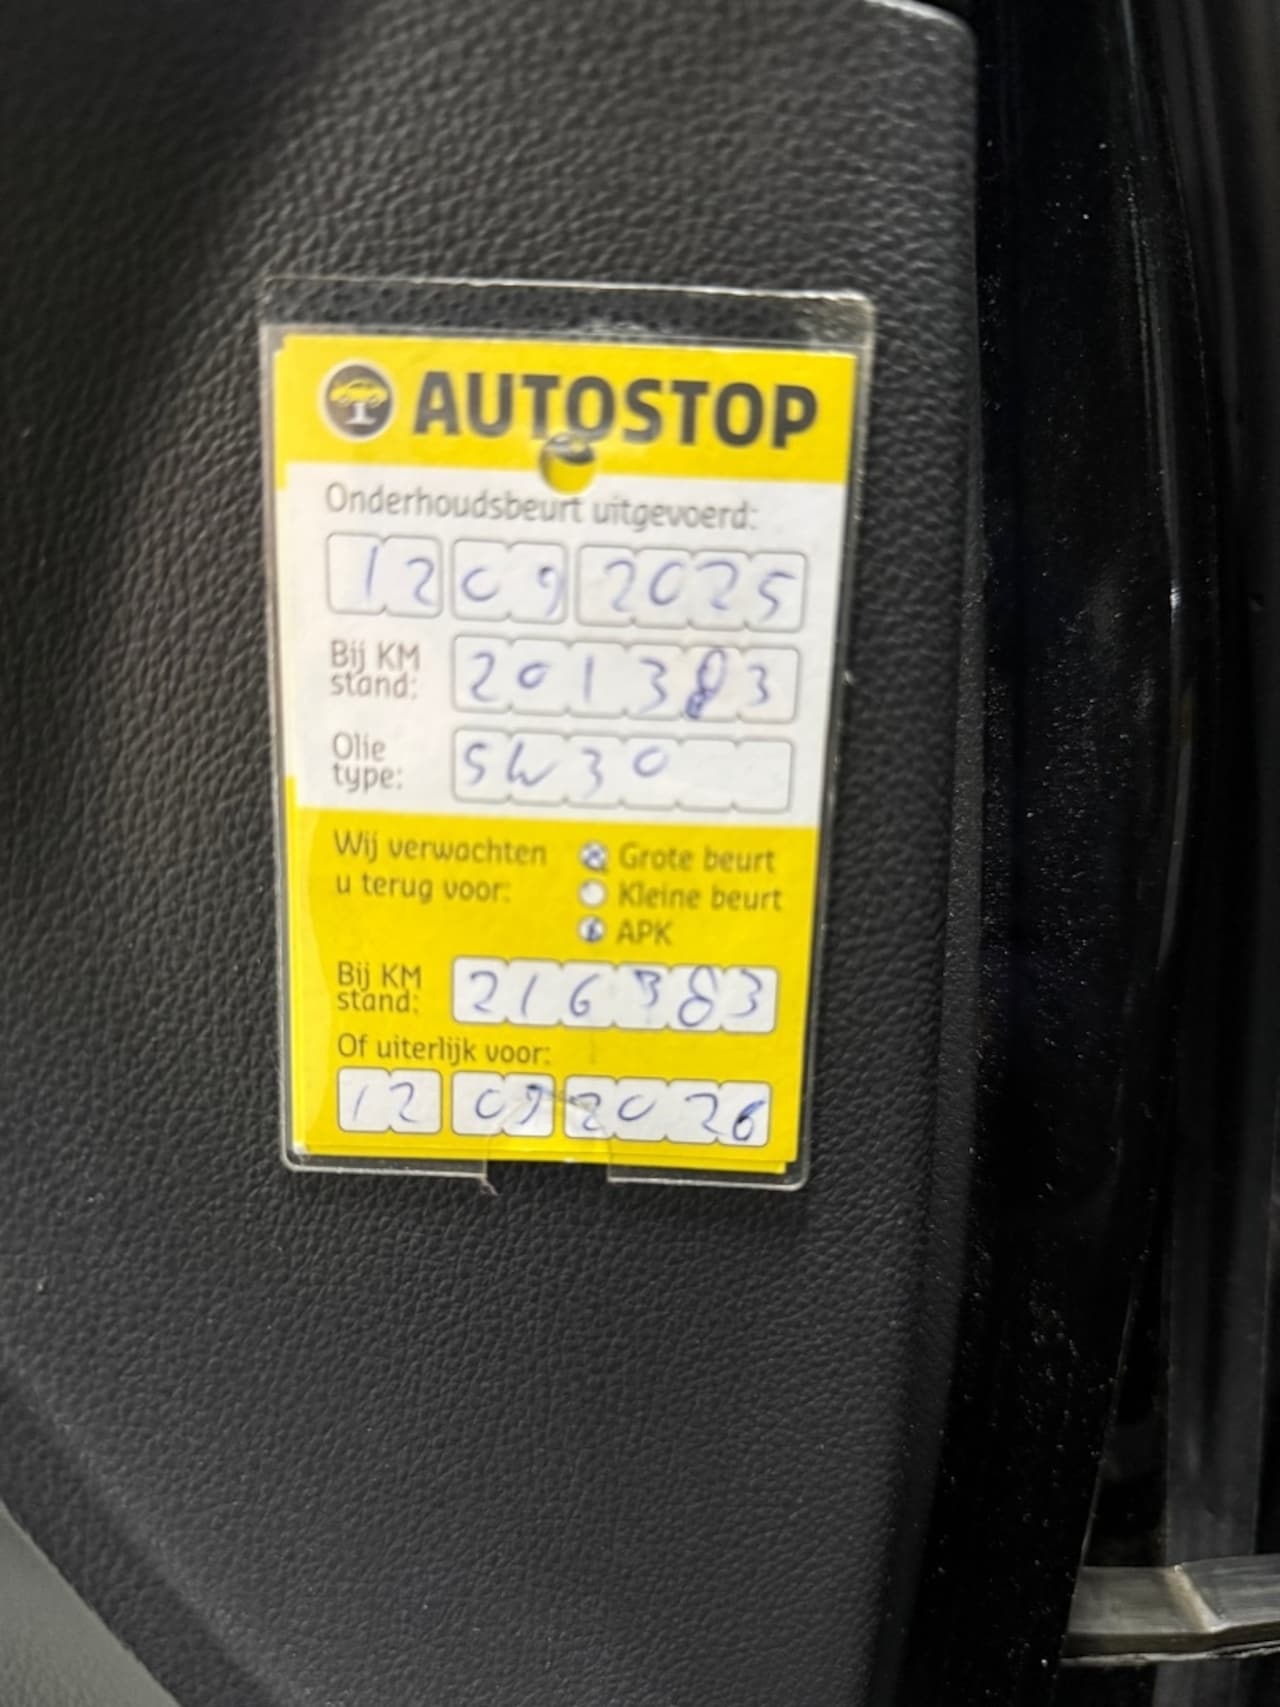 AUTOSTOP
Onderhoudsbeurt uitgevoerd:
12 09 2025
Bij KM stand: 201383
Olie type: 5W30
Wij verwachten u terug voor:
Grote beurt
Kleine beurt
APK
Bij KM stand: 216383
Of uiterlijk voor:
12 09 2026